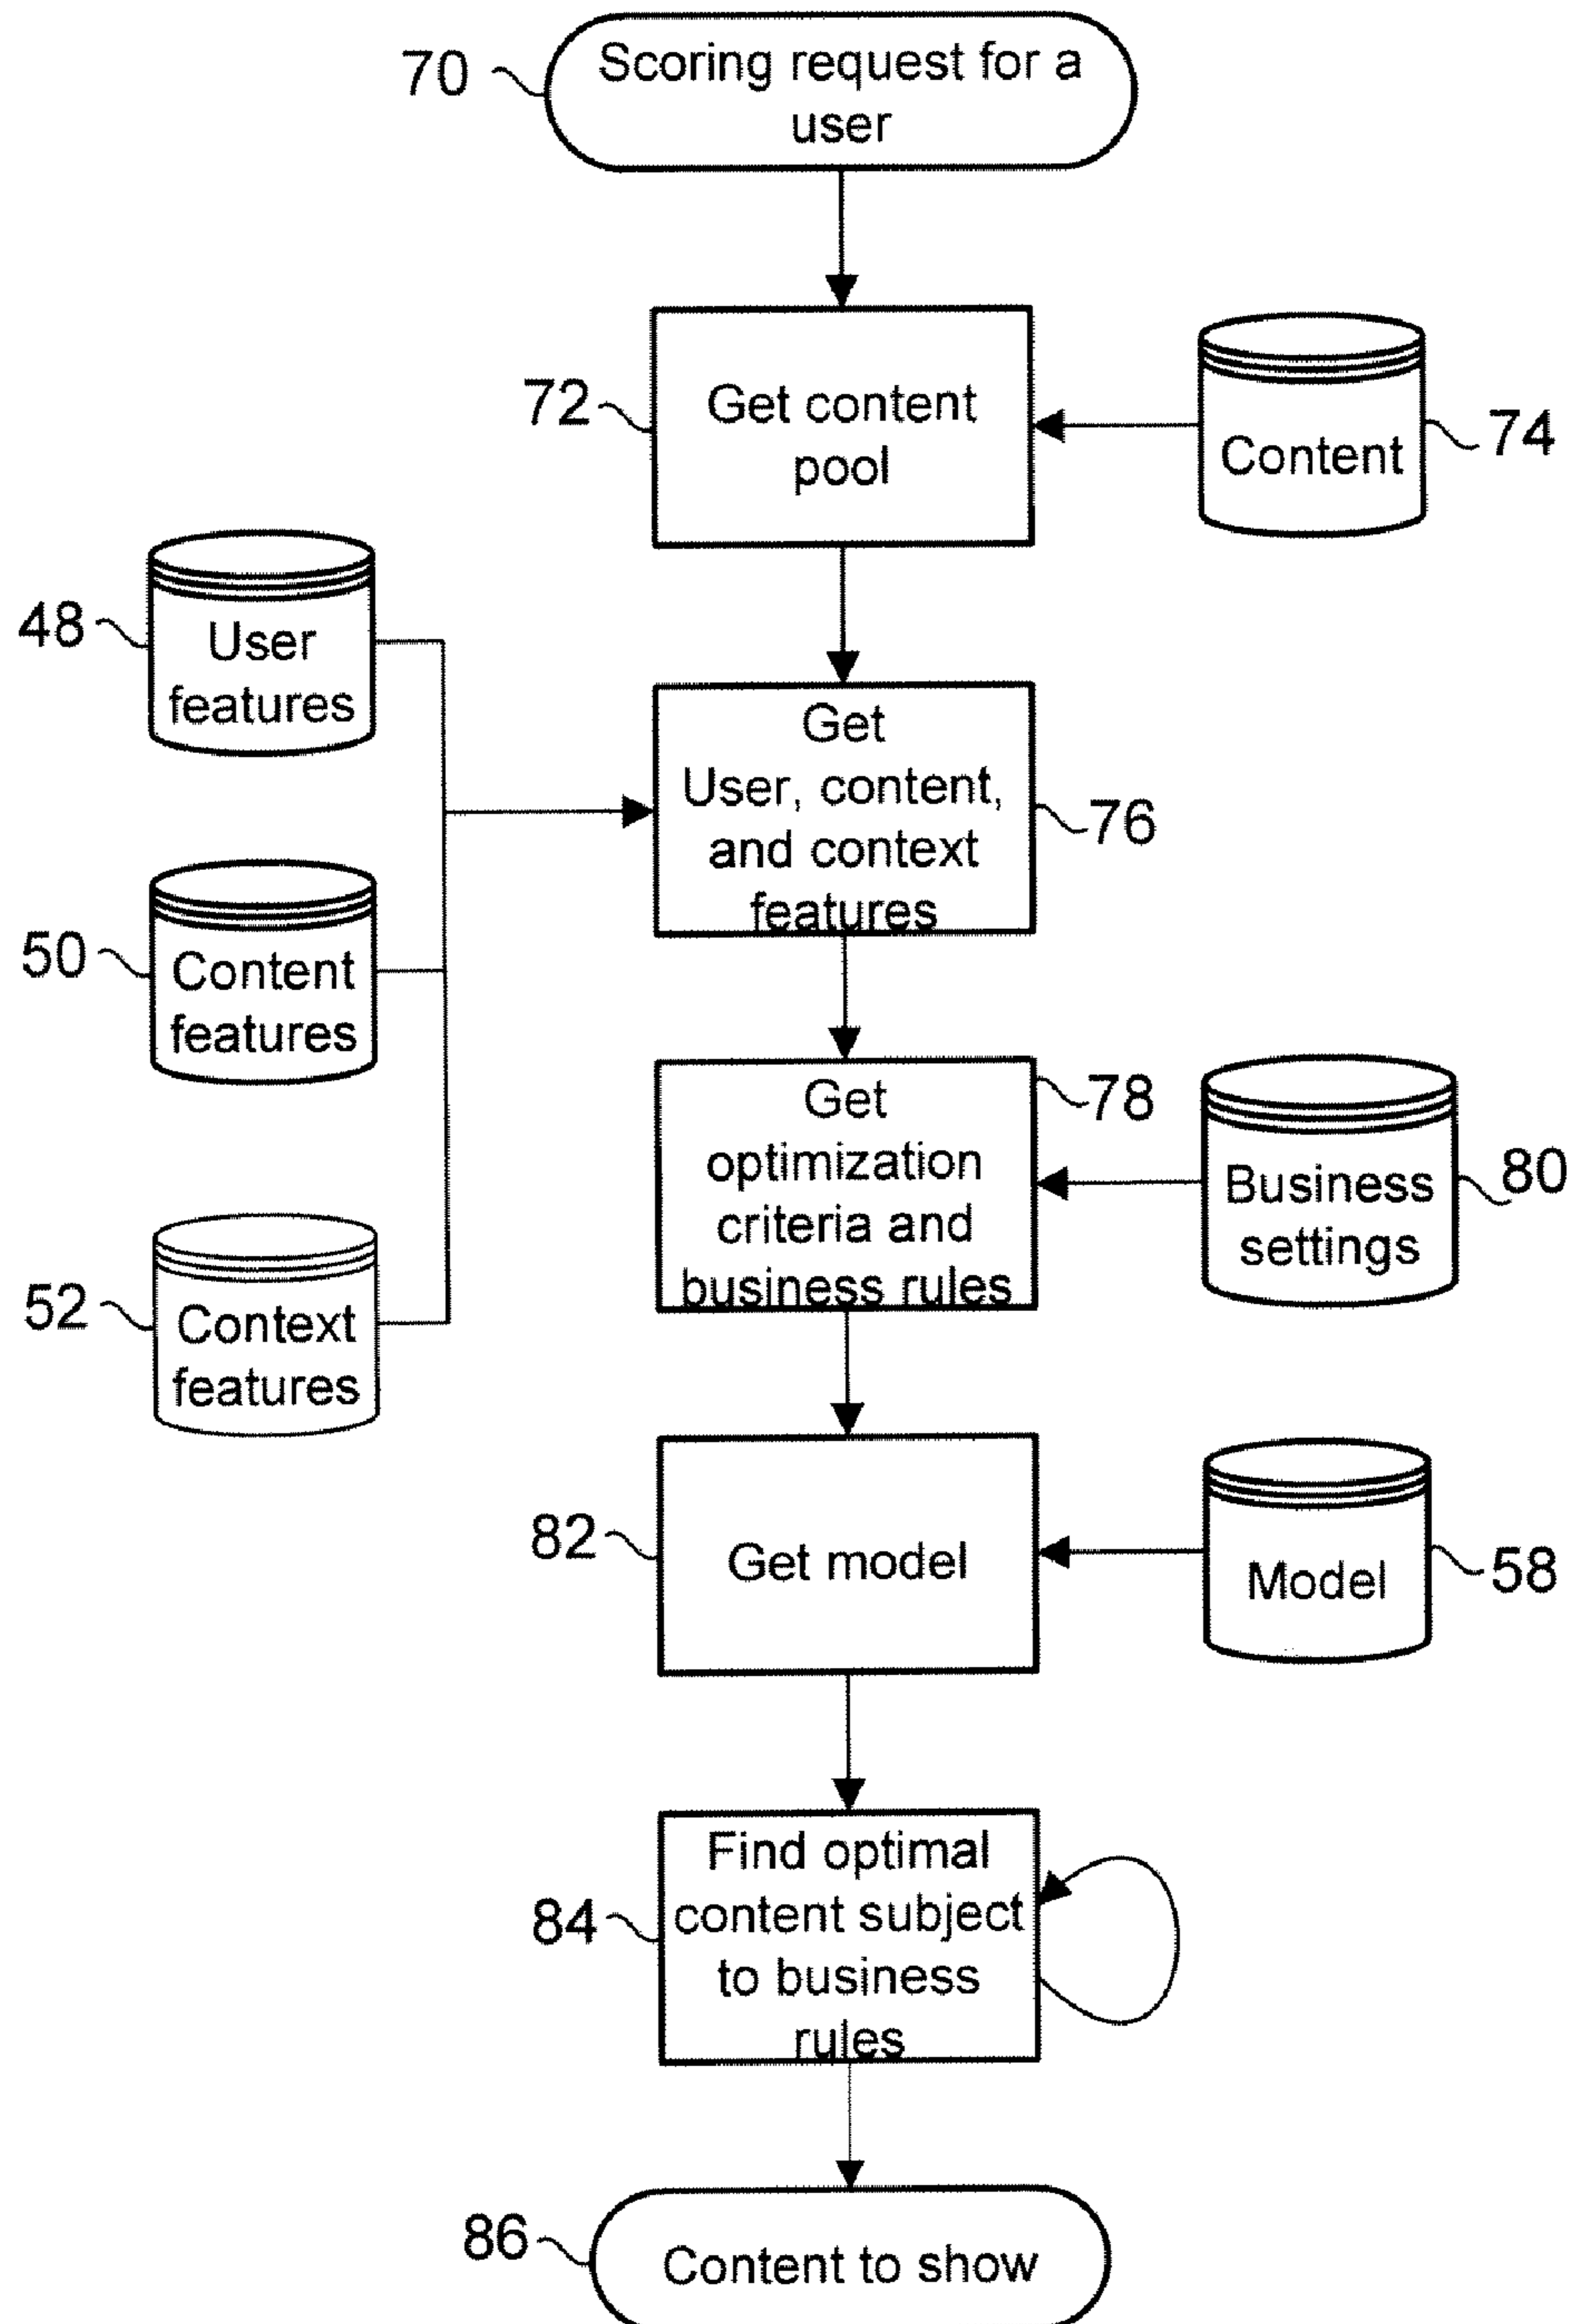 70
Scoring request for a
user
72
Get content
pool
Content
74
48
User
features
Get
User, content,
and context
features
76
50
Content
features
Get
optimization
criteria and
business rules
78
Business
settings
80
52
Context
features
82
Get model
Model
58
84
Find optimal
content subject
to business
rules
86
Content to show